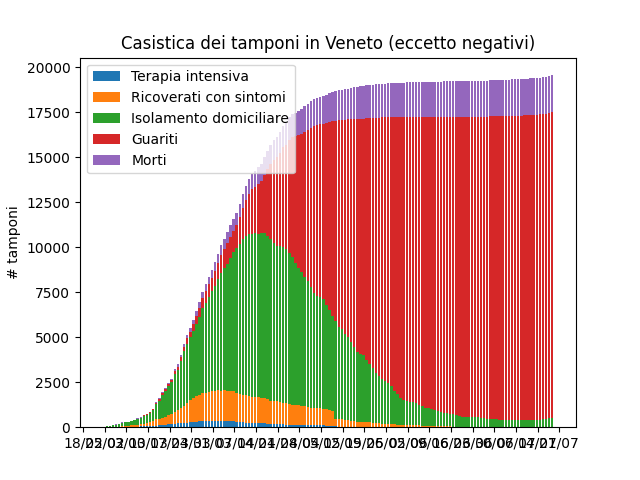 Casistica dei tamponi in Veneto (eccetto negativi)
20000
17500
15000
12500
10000
7500
5000
2500
0
# tamponi
Terapia intensiva
Ricoverati con sintomi
Isolamento domiciliare
Guariti
Morti